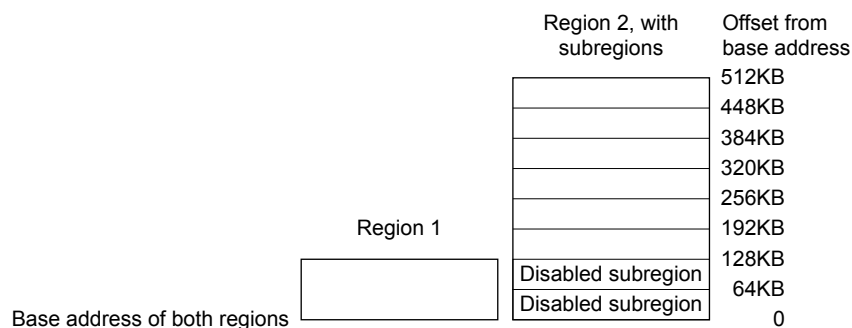 Region 2, with
subregions
Offset from
base address
512KB
448KB
384KB
320KB
256KB
Region 1
192KB
128KB
Disabled subregion
64KB
Disabled subregion
Base address of both regions
0